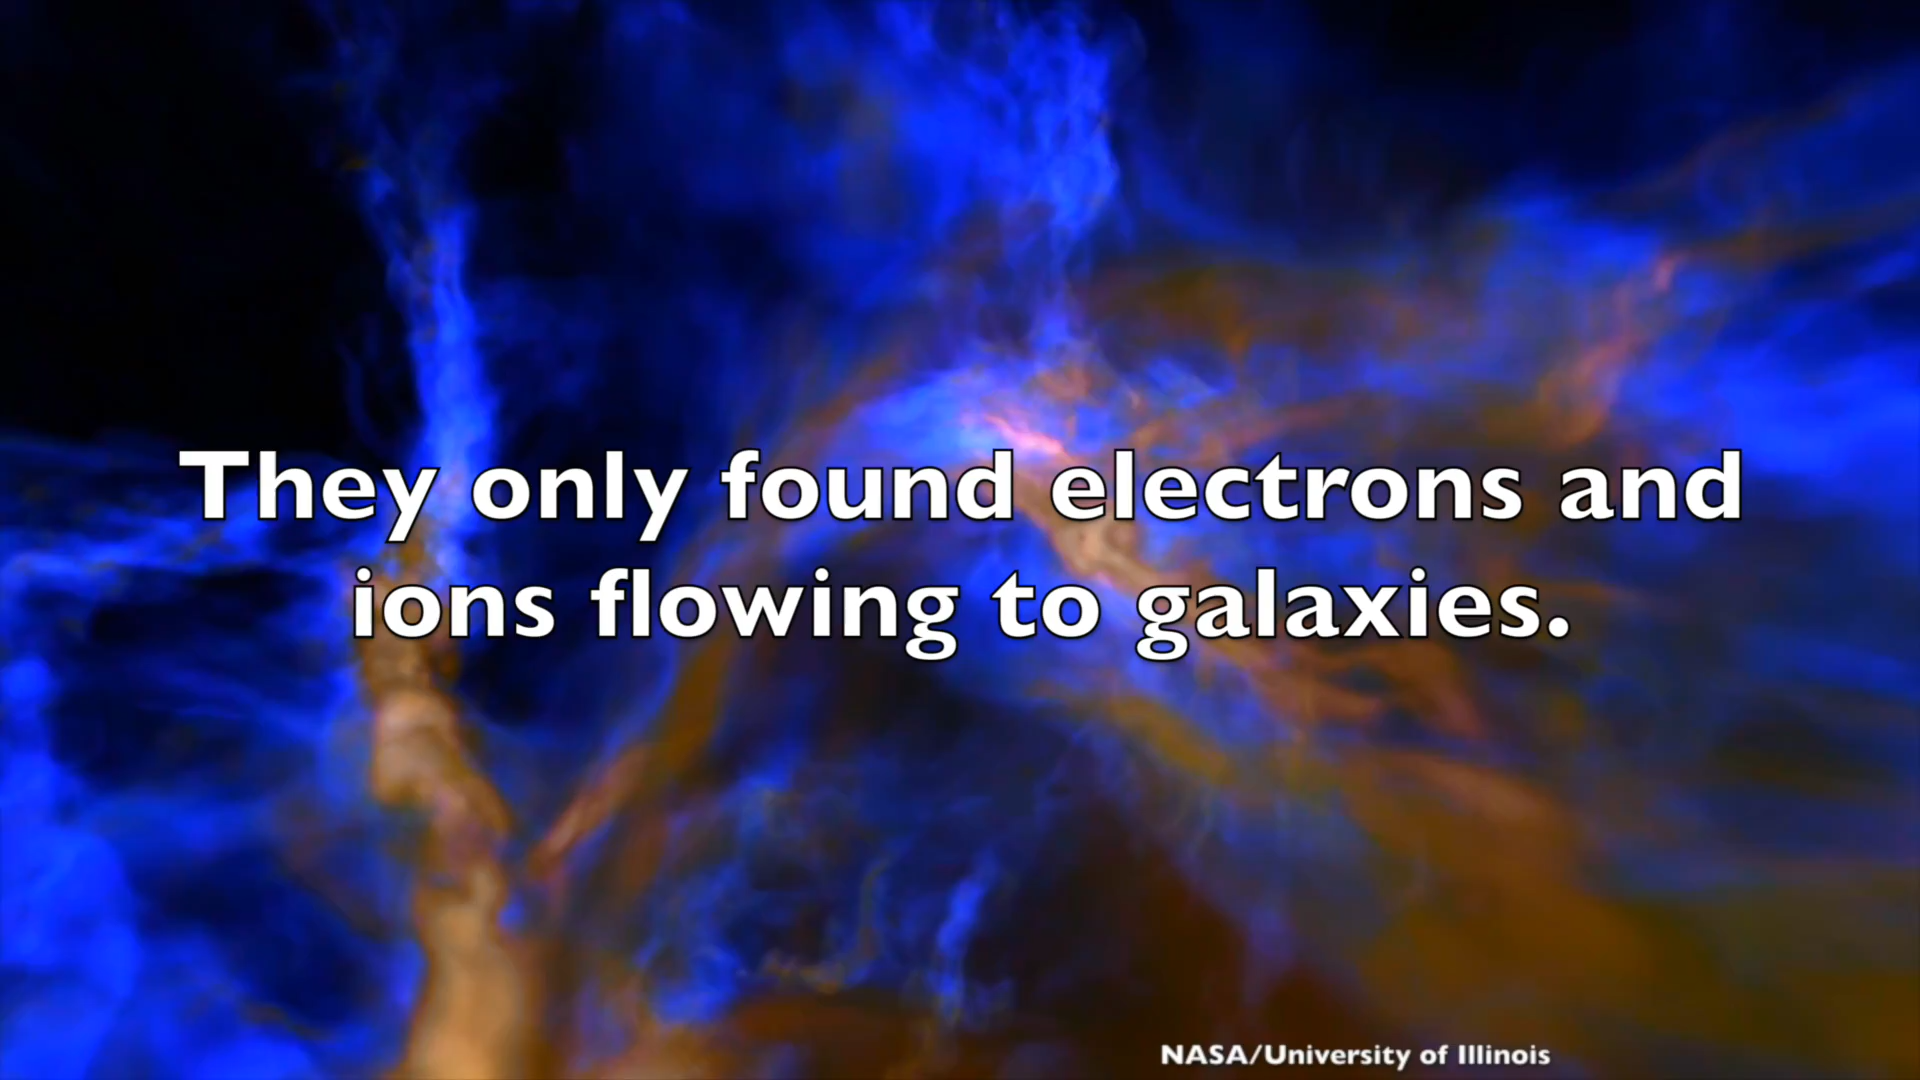 They only found electrons and
ions flowing to galaxies.
NASA/University of Illinois